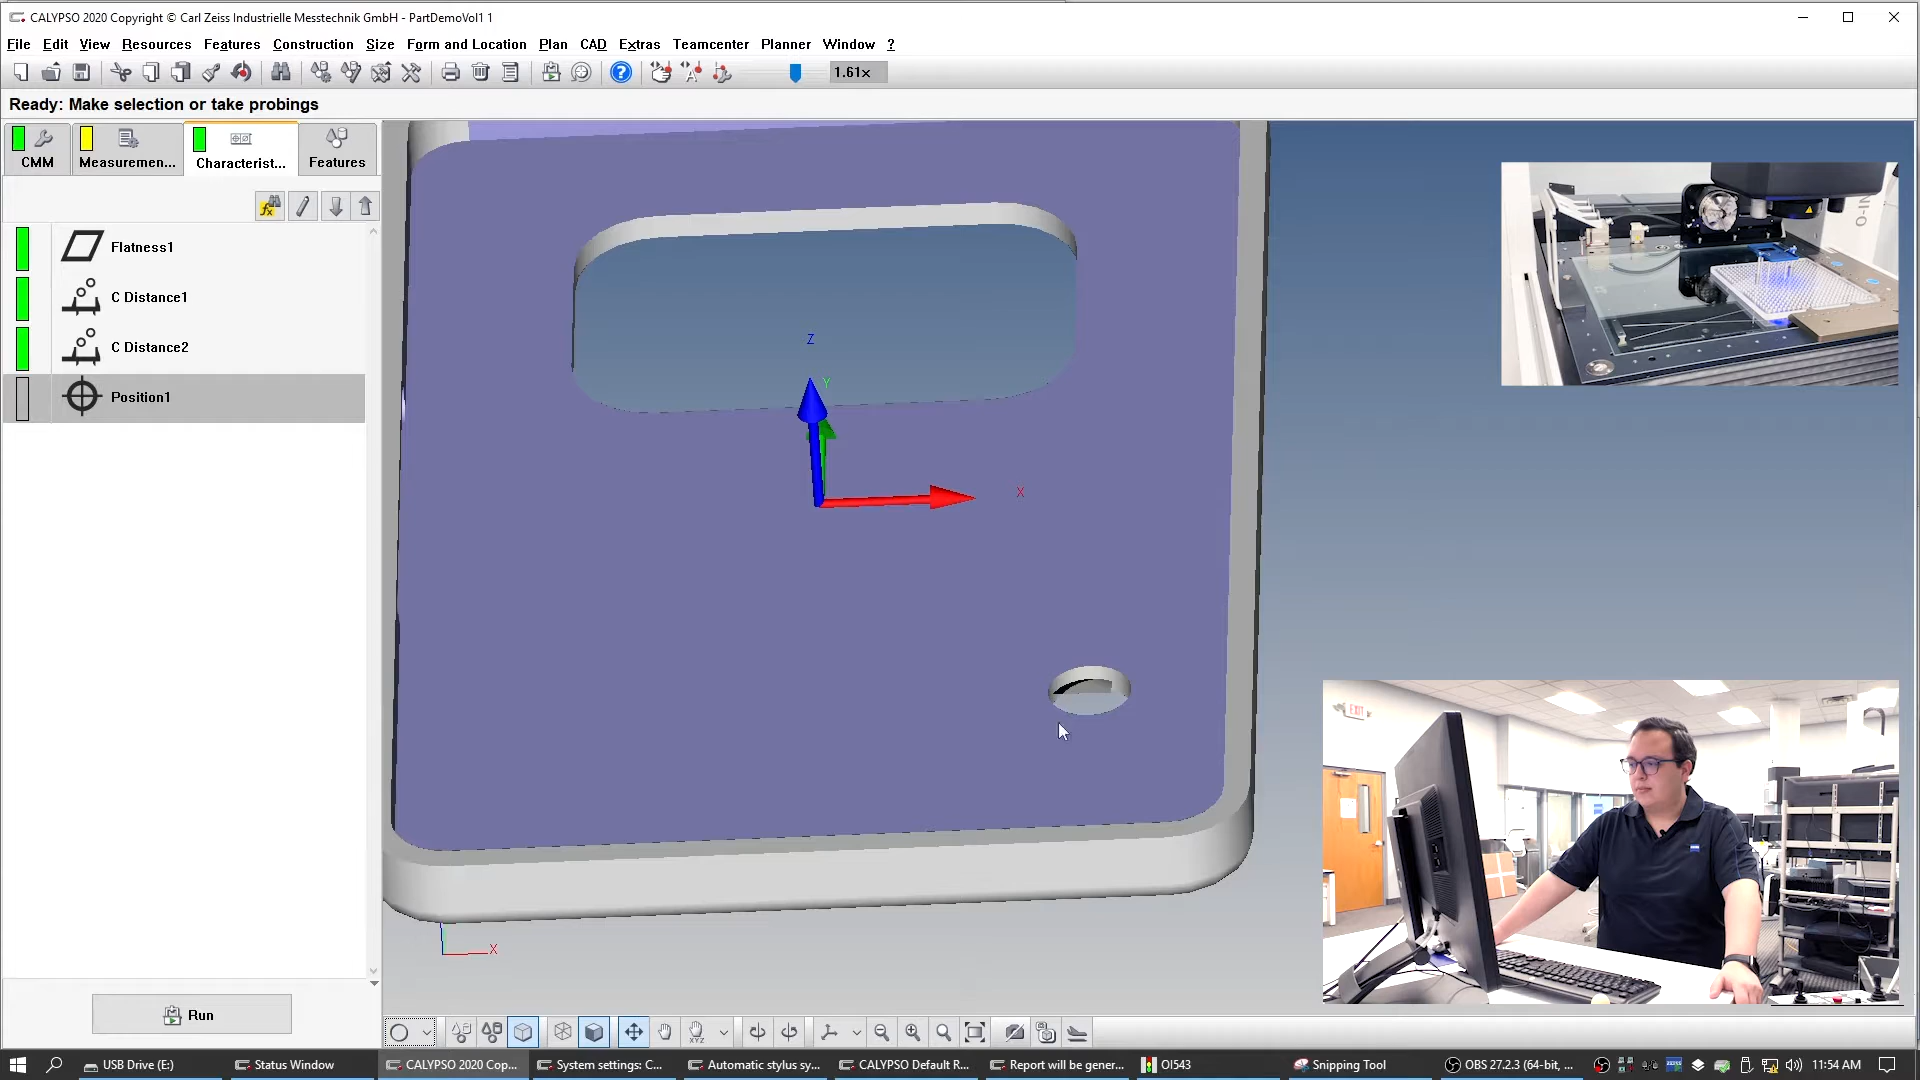 CALYPSO 2020 Copyright © Carl Zeiss Industrielle Messtechnik GmbH - PartDemoVol1 1
File Edit View Resources Features Construction Size Form and Location Plan CAD Extras Teamcenter Planner Window ?
1.61x
Ready: Make selection or take probings
CMM Measuremen... Characterist... Features
fx
Flatness1
C Distance1
C Distance2
Position1
Z
Y
X
X
EXIT
Run
XYZ
USB Drive (E:) Status Window CALYPSO 2020 Cop... System settings: C... Automatic stylus sy... CALYPSO Default R... Report will be gener... OI543 Snipping Tool OBS 27.2.3 (64-bit, ... 11:54 AM